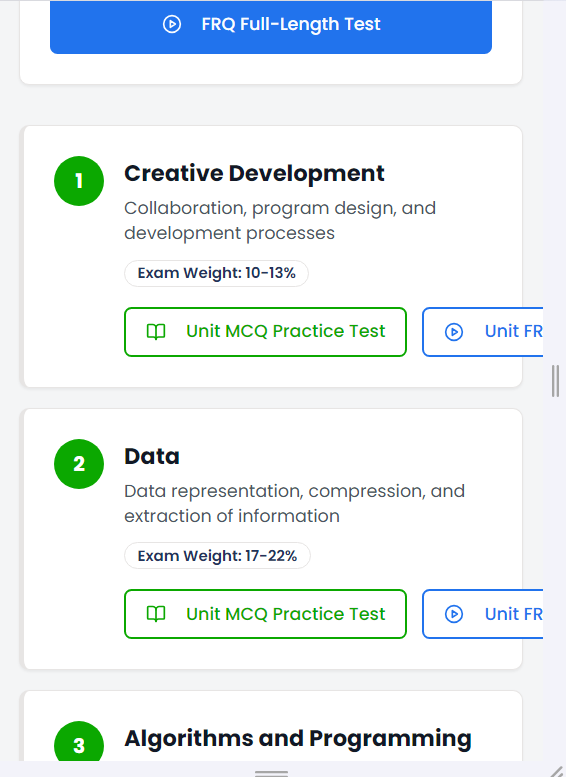 FRQ Full-Length Test
1
Creative Development
Collaboration, program design, and
development processes
Exam Weight: 10-13%
Unit MCQ Practice Test
Unit FR
2
Data
Data representation, compression, and
extraction of information
Exam Weight: 17-22%
Unit MCQ Practice Test
Unit FR
3
Algorithms and Programming